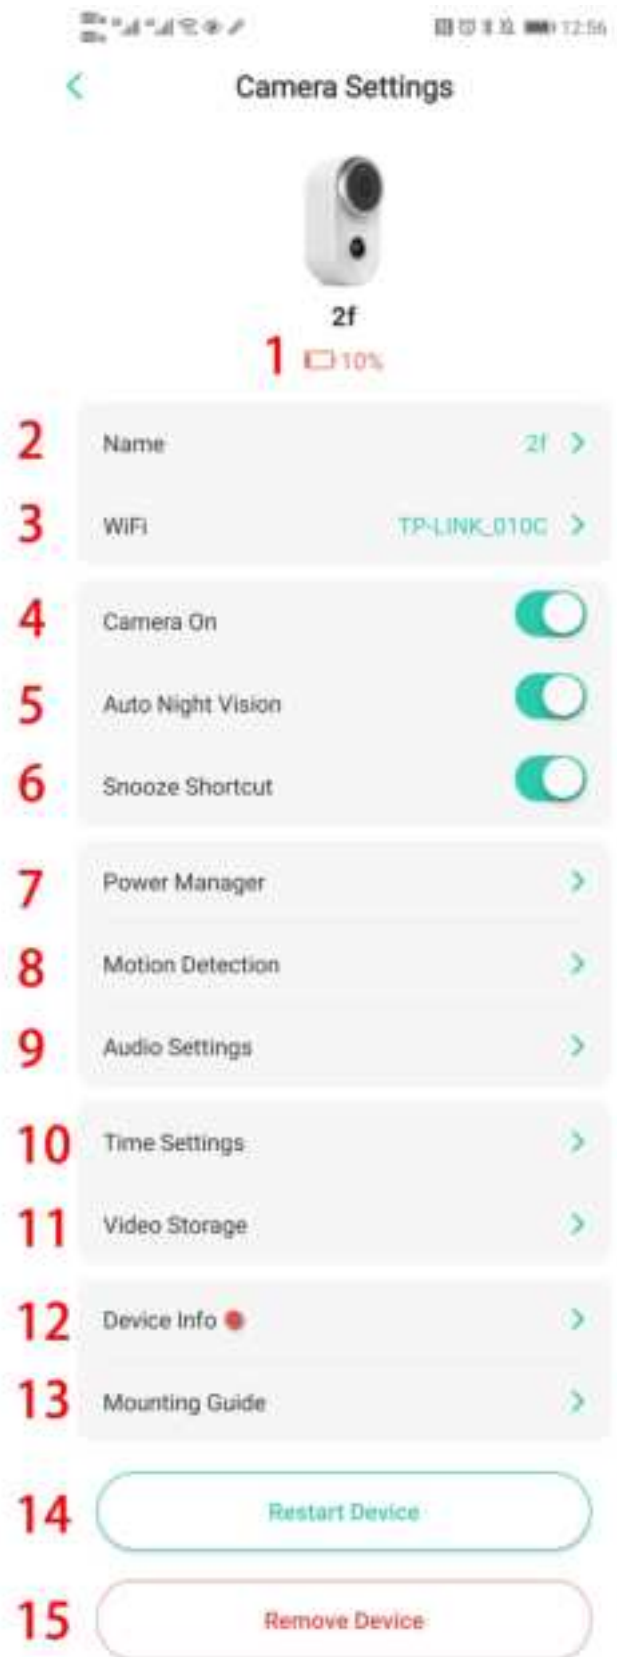 12:56
Camera Settings
2f
1 10%
2 Name 2f
3 WiFi TP-LINK_010C
4 Camera On
5 Auto Night Vision
6 Snooze Shortcut
7 Power Manager
8 Motion Detection
9 Audio Settings
10 Time Settings
11 Video Storage
12 Device Info
13 Mounting Guide
14 Restart Device
15 Remove Device